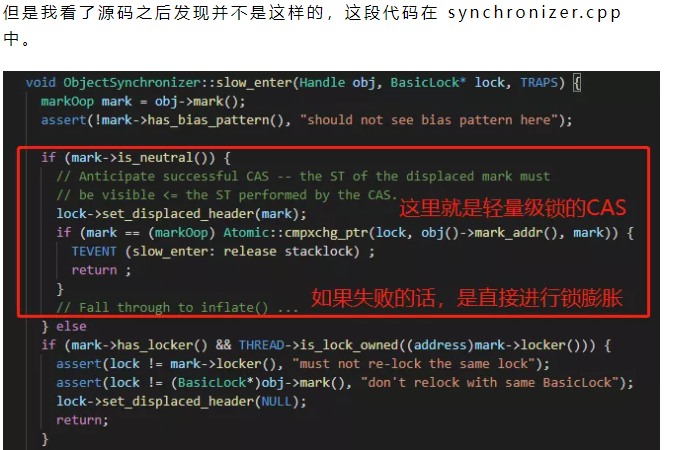 但是我看了源码之后发现并不是这样的，这段代码在 synchronizer.cpp
中。
void ObjectSynchronizer::slow_enter(Handle obj, BasicLock* lock, TRAPS) {
markOop mark = obj->mark();
assert(!mark->has_bias_pattern(), "should not see bias pattern here");
if (mark->is_neutral()) {
// Anticipate successful CAS -- the ST of the displaced mark must
// be visible <= the ST performed by the CAS.
lock->set_displaced_header(mark);
这里就是轻量级锁的CAS
if (mark == (markOop) Atomic::cmpxchg_ptr(lock, obj()->mark_addr(), mark)) {
TEVENT (slow_enter: release stacklock) ;
return ;
}
// Fall through to inflate() ...
如果失败的话，是直接进行锁膨胀
} else
if (mark->has_locker() && THREAD->is_lock_owned((address)mark->locker())) {
assert(lock != mark->locker(), "must not re-lock the same lock");
assert(lock != (BasicLock*)obj->mark(), "don't relock with same BasicLock");
lock->set_displaced_header(NULL);
return;
}